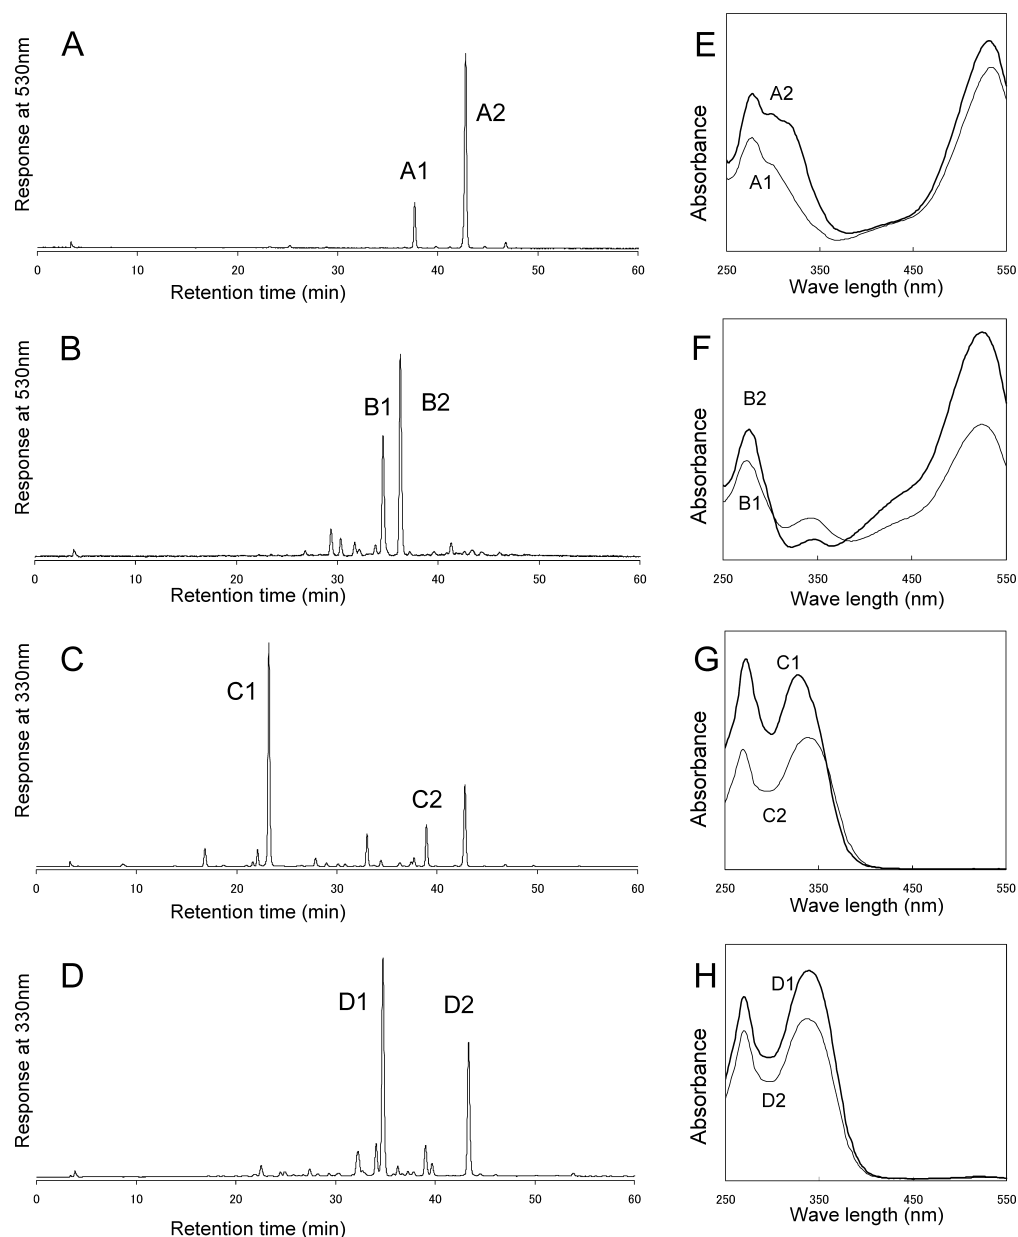 A
Response at 530nm
A1
A2
0 10 20 30 40 50 60
Retention time (min)
E
Absorbance
A2
A1
250 350 450 550
Wave length (nm)
B
Response at 530nm
B1
B2
0 10 20 30 40 50 60
Retention time (min)
F
Absorbance
B2
B1
250 350 450 550
Wave length (nm)
C
Response at 330nm
C1
C2
0 10 20 30 40 50 60
Retention time (min)
G
Absorbance
C1
C2
250 350 450 550
Wave length (nm)
D
Response at 330nm
D1
D2
0 10 20 30 40 50 60
Retention time (min)
H
Absorbance
D1
D2
250 350 450 550
Wave length (nm)